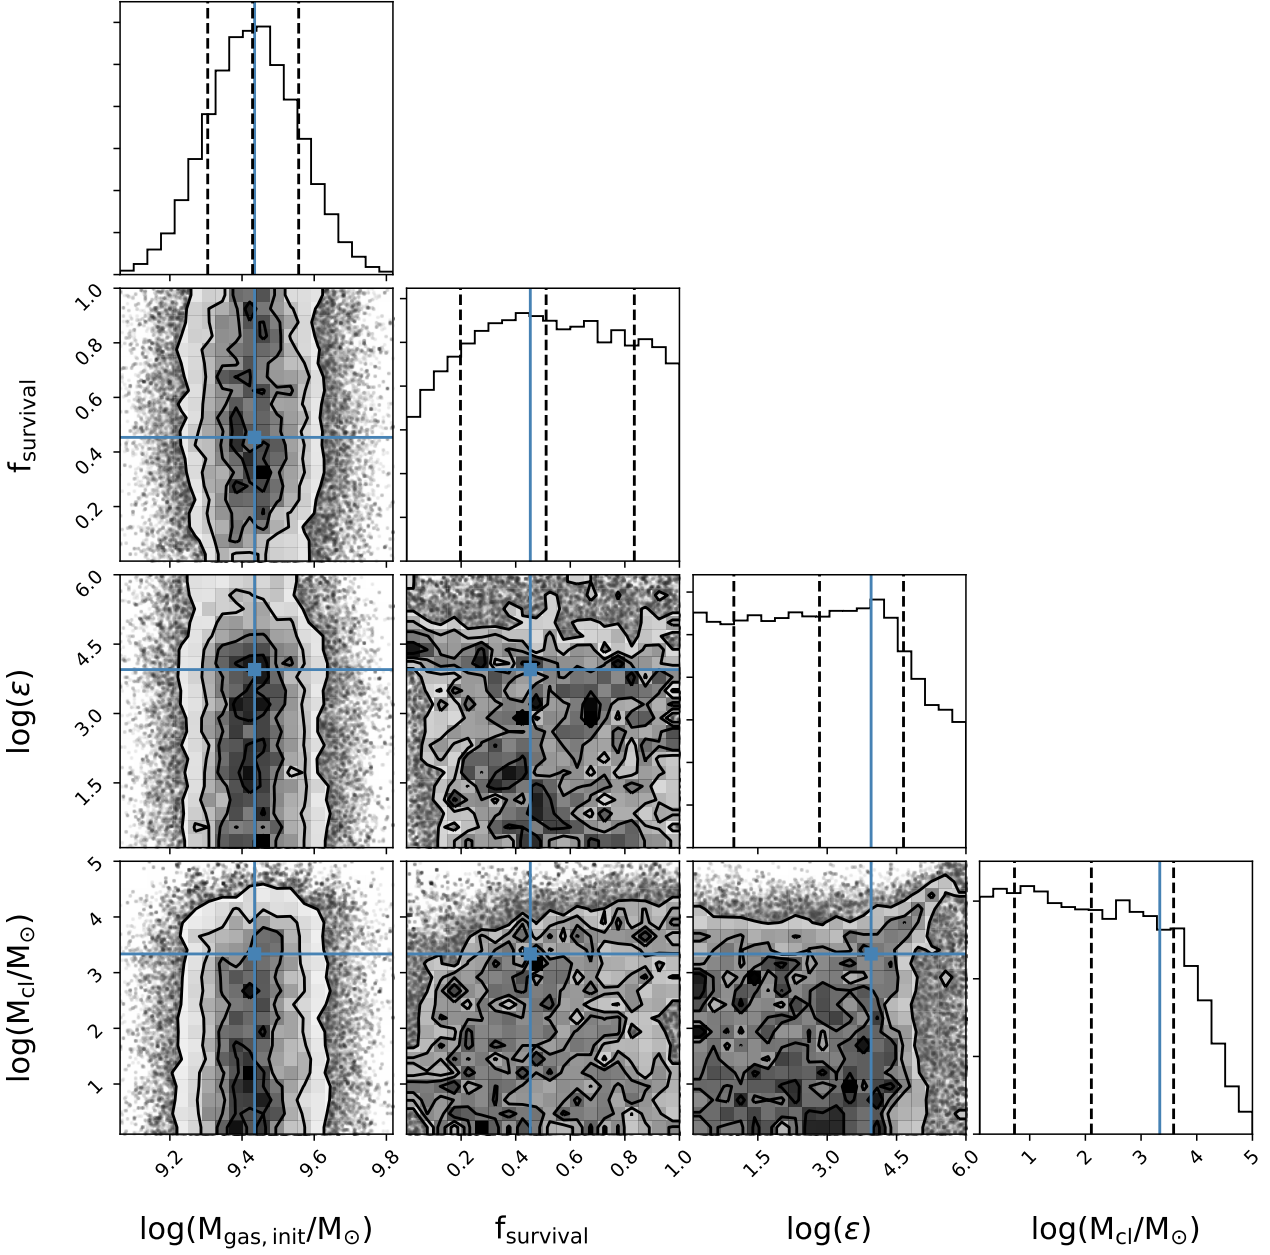 f_survival
1.0
0.8
0.6
0.4
0.2
log(ε)
6.0
4.5
3.0
1.5
log(M_cl/M_⊙)
5
4
3
2
1
9.2 9.4 9.6 9.8 0.2 0.4 0.6 0.8 1.0 1.5 3.0 4.5 6.0 1 2 3 4 5
log(M_gas, init/M_⊙) f_survival log(ε) log(M_cl/M_⊙)